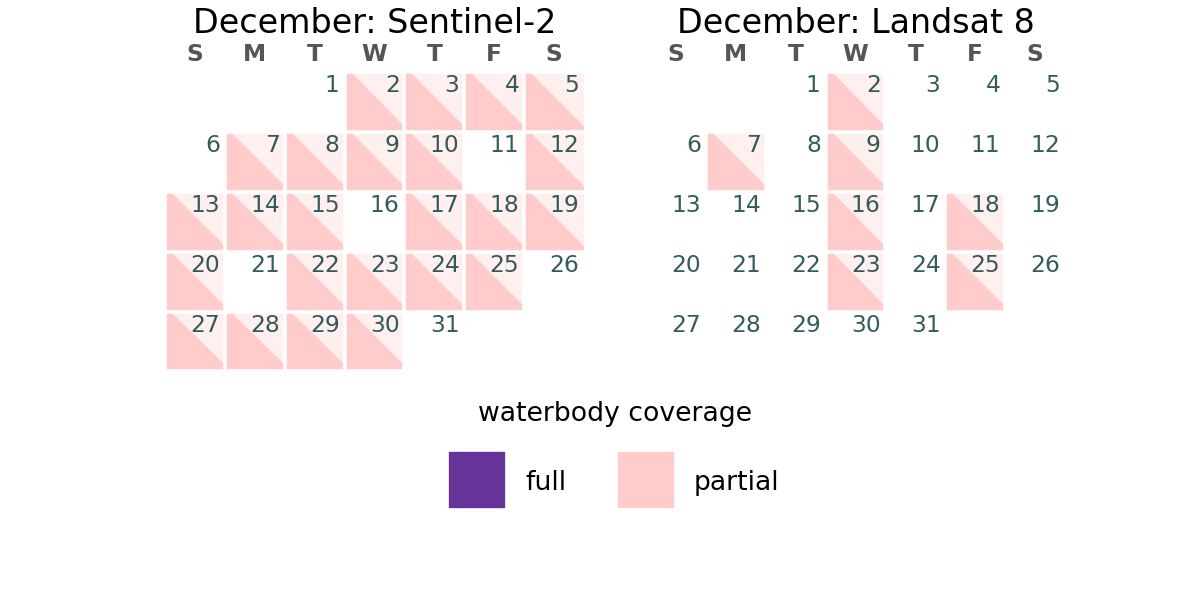 December: Sentinel-2
S M T W T F S
1 2 3 4 5
6 7 8 9 10 11 12
13 14 15 16 17 18 19
20 21 22 23 24 25 26
27 28 29 30 31
December: Landsat 8
S M T W T F S
1 2 3 4 5
6 7 8 9 10 11 12
13 14 15 16 17 18 19
20 21 22 23 24 25 26
27 28 29 30 31
waterbody coverage
full partial